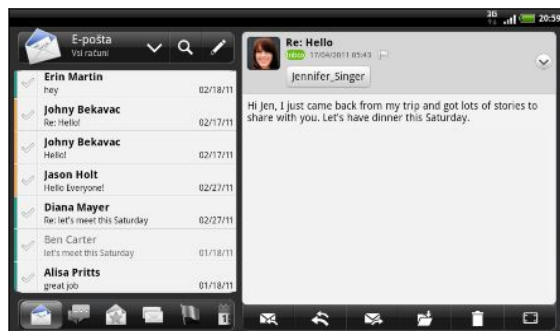 3G
20:59
E-pošta
Vsi računi
Erin Martin
hey 02/18/11
Johny Bekavac
Re: Hello! 02/17/11
Johny Bekavac
Hello! 02/17/11
Jason Holt
Hello Everyone! 02/27/11
Diana Mayer
Re: let's meet this Saturday 02/27/11
Ben Carter
let's meet this Saturday 01/18/11
Alisa Pritts
great job 01/18/11
1
Re: Hello
inbox 17/04/2011 05:43
Jennifer_Singer
Hi Jen, I just came back from my trip and got lots of stories to
share with you. Let's have dinner this Saturday.